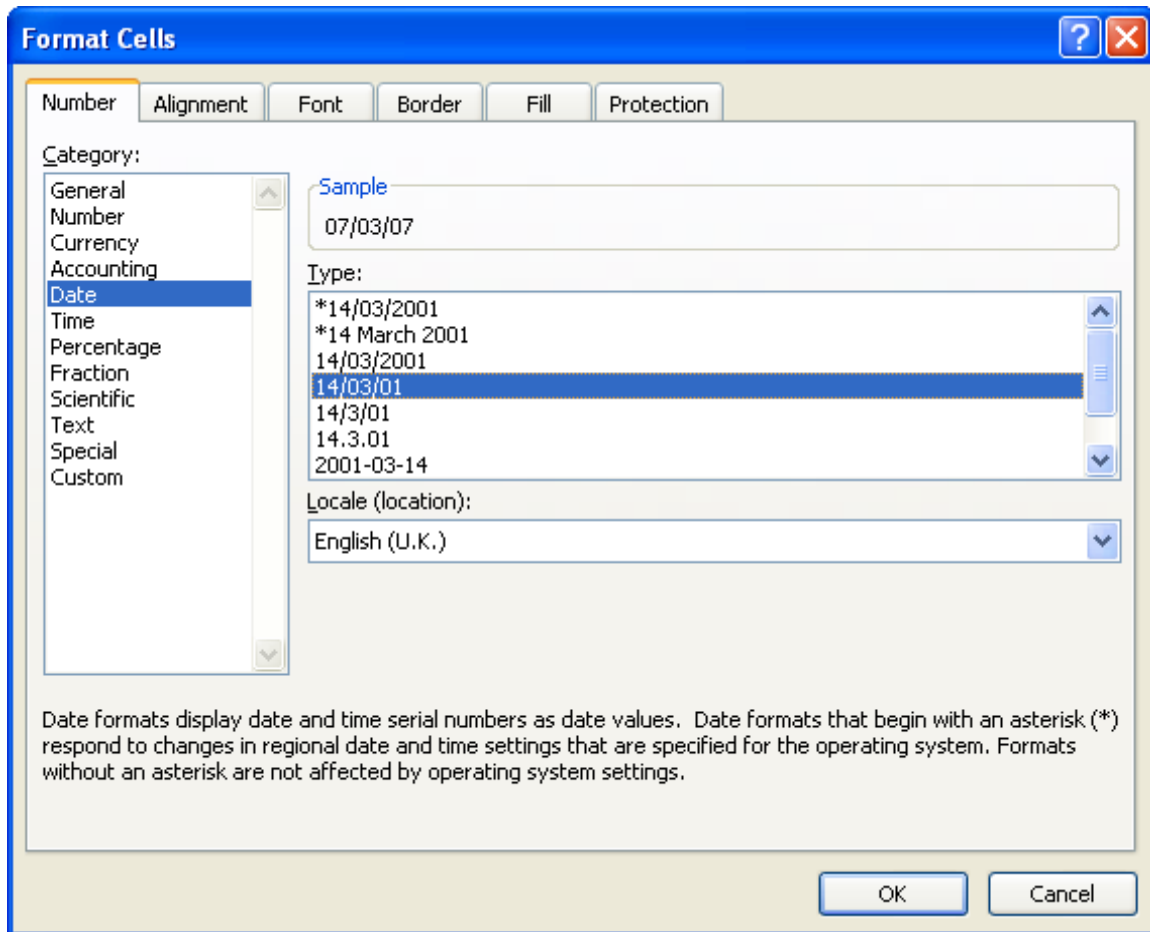 Format Cells
Number Alignment Font Border Fill Protection
Category:
General
Number
Currency
Accounting
Date
Time
Percentage
Fraction
Scientific
Text
Special
Custom
Sample
07/03/07
Type:
*14/03/2001
*14 March 2001
14/03/2001
14/03/01
14/3/01
14.3.01
2001-03-14
Locale (location):
English (U.K.)
Date formats display date and time serial numbers as date values.  Date formats that begin with an asterisk (*)
respond to changes in regional date and time settings that are specified for the operating system. Formats
without an asterisk are not affected by operating system settings.
OK Cancel